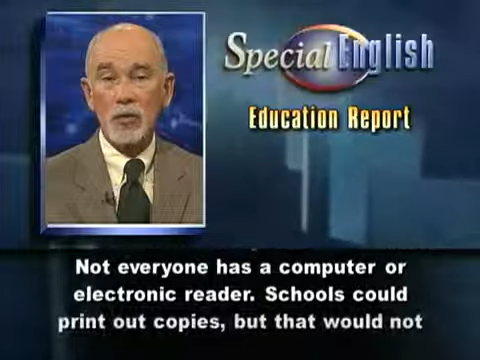 Special English
Education Report
Not everyone has a computer or
electronic reader. Schools could
print out copies, but that would not